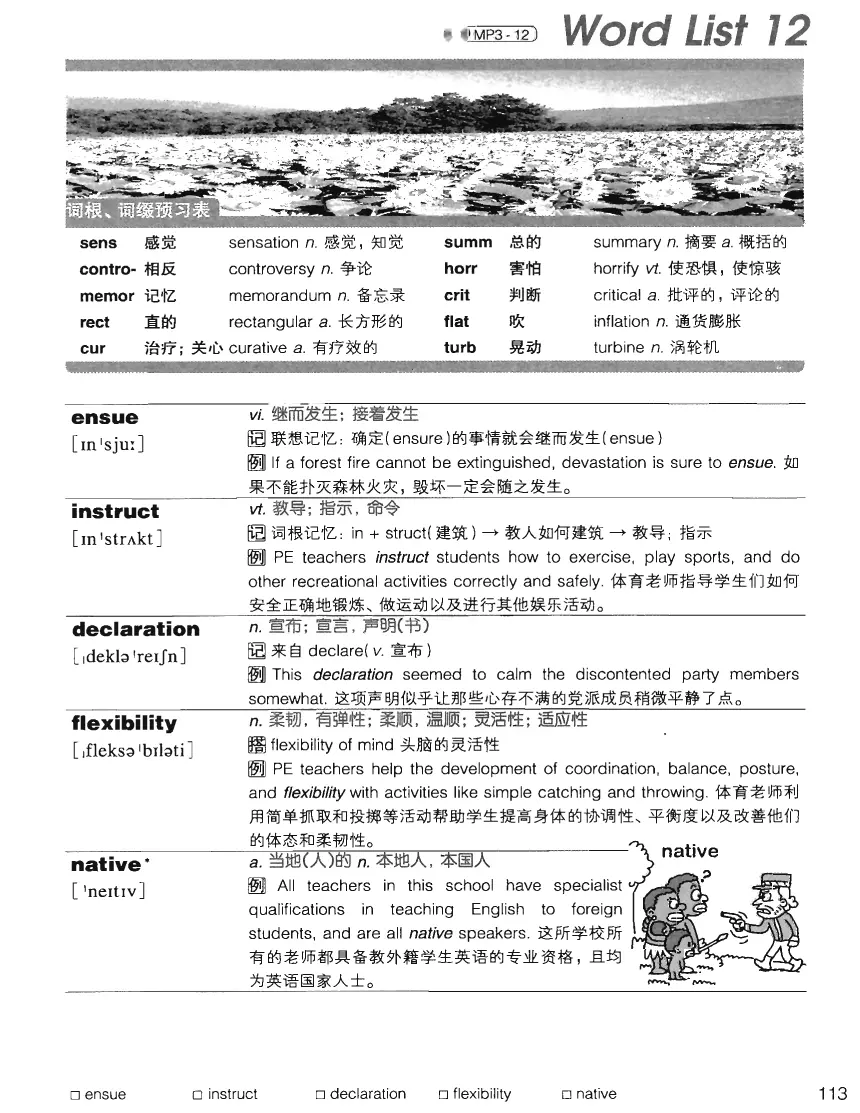 MP3-12 Word List 12
词根、词缀预习表
sens 感觉 sensation n. 感觉，知觉 summ 总的 summary n. 摘要 a. 概括的
contro- 相反 controversy n. 争论 horr 害怕 horrify vt. 使恐惧，使惊骇
memor 记忆 memorandum n. 备忘录 crit 判断 critical a. 批评的，评论的
rect 直的 rectangular a. 长方形的 flat 吹 inflation n. 通货膨胀
cur 治疗；关心 curative a. 有疗效的 turb 晃动 turbine n. 涡轮机
ensue vi. 继而发生；接着发生
[ɪnˈsjuː] 记 联想记忆：确定(ensure)的事情就会继而发生(ensue)
例 If a forest fire cannot be extinguished, devastation is sure to ensue. 如
果不能扑灭森林火灾，毁坏一定会随之发生。
instruct vt. 教导；指示，命令
[ɪnˈstrʌkt] 记 词根记忆：in + struct(建筑) → 教人如何建筑 → 教导；指示
例 PE teachers instruct students how to exercise, play sports, and do
other recreational activities correctly and safely. 体育老师指导学生们如何
安全正确地锻炼、做运动以及进行其他娱乐活动。
declaration n. 宣布；宣言，声明(书)
[ˌdekləˈreɪʃn] 记 来自 declare(v. 宣布)
例 This declaration seemed to calm the discontented party members
somewhat. 这项声明似乎让那些心存不满的党派成员稍微平静了点。
flexibility n. 柔韧，有弹性；柔顺，温顺；灵活性；适应性
[ˌfleksəˈbɪləti] 搭 flexibility of mind 头脑的灵活性
例 PE teachers help the development of coordination, balance, posture,
and flexibility with activities like simple catching and throwing. 体育老师利
用简单抓取和投掷等活动帮助学生提高身体的协调性、平衡度以及改善他们
的体态和柔韧性。
native* a. 当地(人)的 n. 本地人，本国人
[ˈneɪtɪv] 例 All teachers in this school have specialist
qualifications in teaching English to foreign
students, and are all native speakers. 这所学校所
有的老师都具备教外籍学生英语的专业资格，且均
为英语国家人士。
native
?
□ ensue □ instruct □ declaration □ flexibility □ native 113